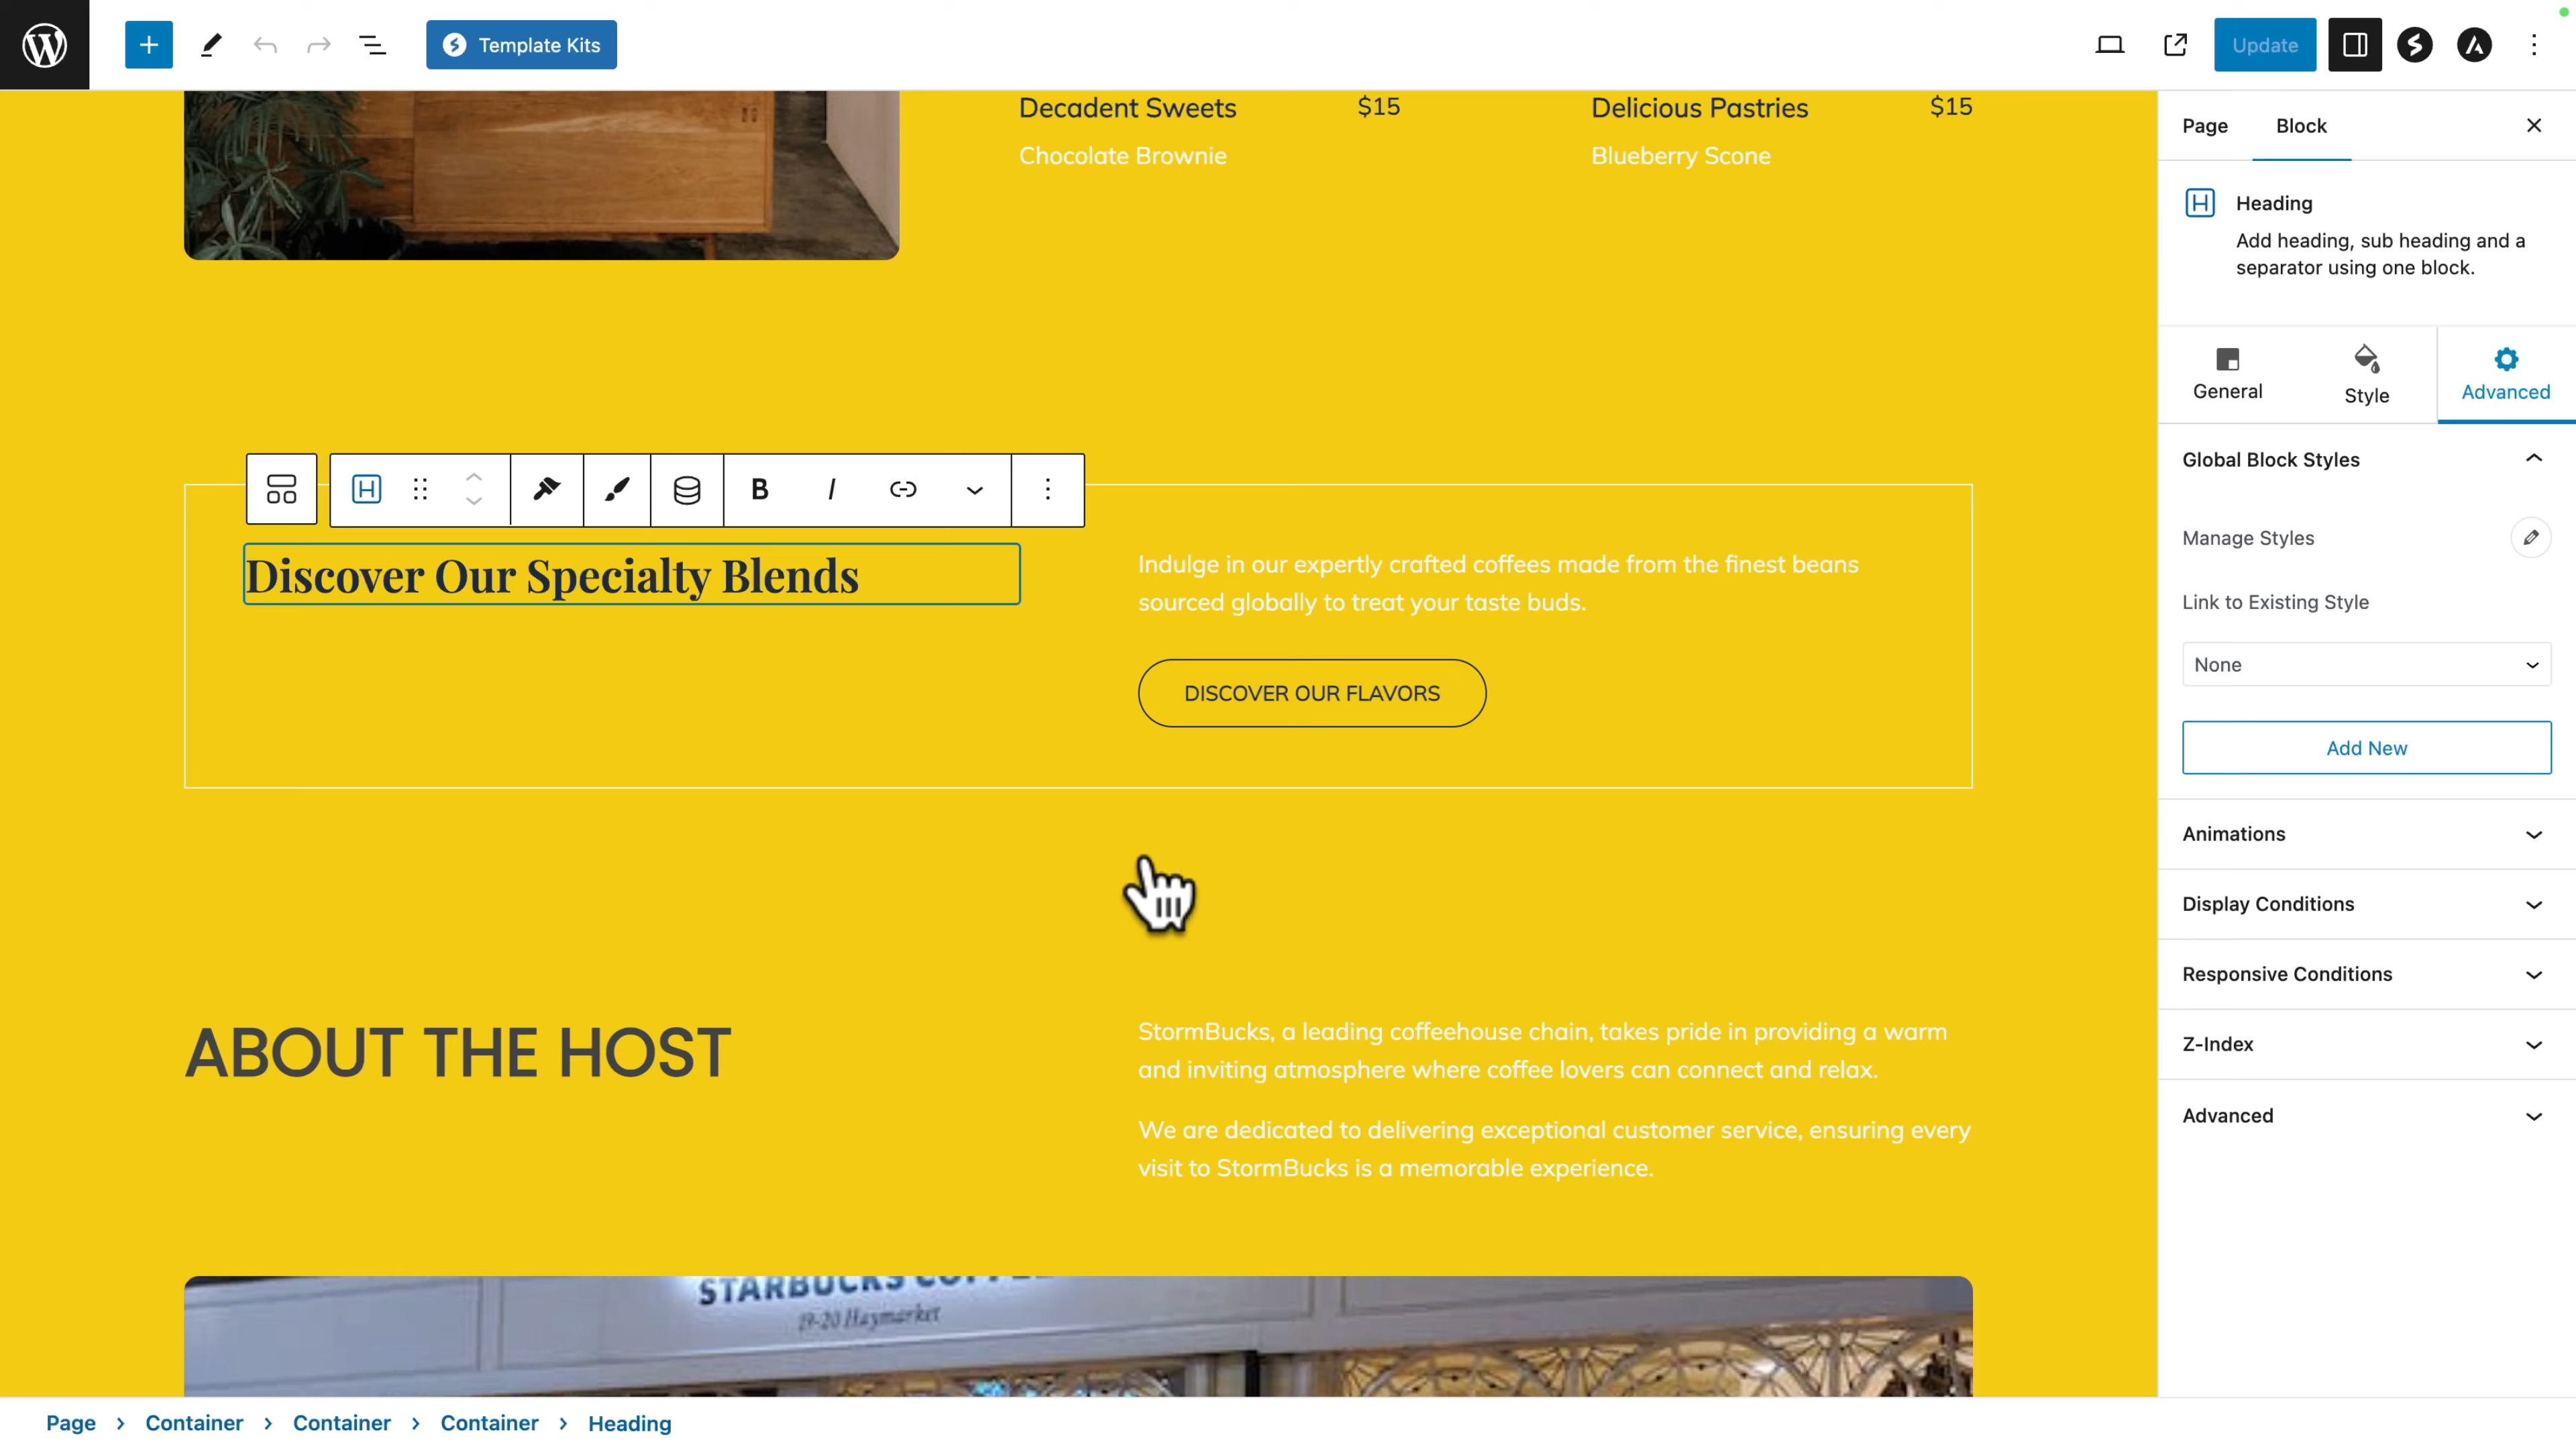 Template Kits
Update
Decadent Sweets $15
Chocolate Brownie
Delicious Pastries $15
Blueberry Scone
Discover Our Specialty Blends
Indulge in our expertly crafted coffees made from the finest beans
sourced globally to treat your taste buds.
DISCOVER OUR FLAVORS
ABOUT THE HOST
StormBucks, a leading coffeehouse chain, takes pride in providing a warm
and inviting atmosphere where coffee lovers can connect and relax.
We are dedicated to delivering exceptional customer service, ensuring every
visit to StormBucks is a memorable experience.
STARBUCKS COFFEE
19-20 Haymarket
Page Block
Heading
Add heading, sub heading and a
separator using one block.
General Style Advanced
Global Block Styles
Manage Styles
Link to Existing Style
None
Add New
Animations
Display Conditions
Responsive Conditions
Z-Index
Advanced
Page › Container › Container › Container › Heading